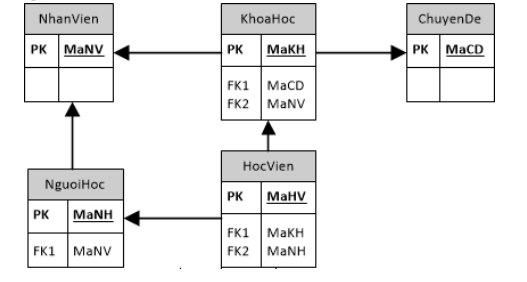 NhanVien
PK MaNV
KhoaHoc
PK MaKH
FK1 MaCD
FK2 MaNV
ChuyenDe
PK MaCD
NguoiHoc
PK MaNH
FK1 MaNV
HocVien
PK MaHV
FK1 MaKH
FK2 MaNH